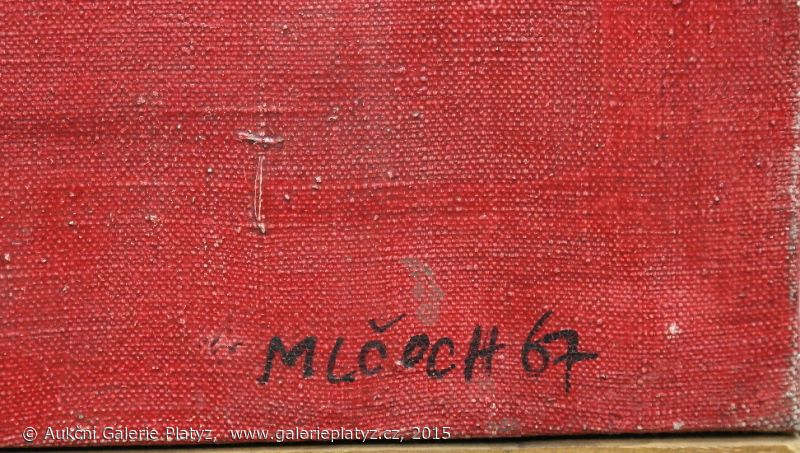 MLČOCH 67
© Aukční Galerie Platýz, www.galerieplatyz.cz, 2015